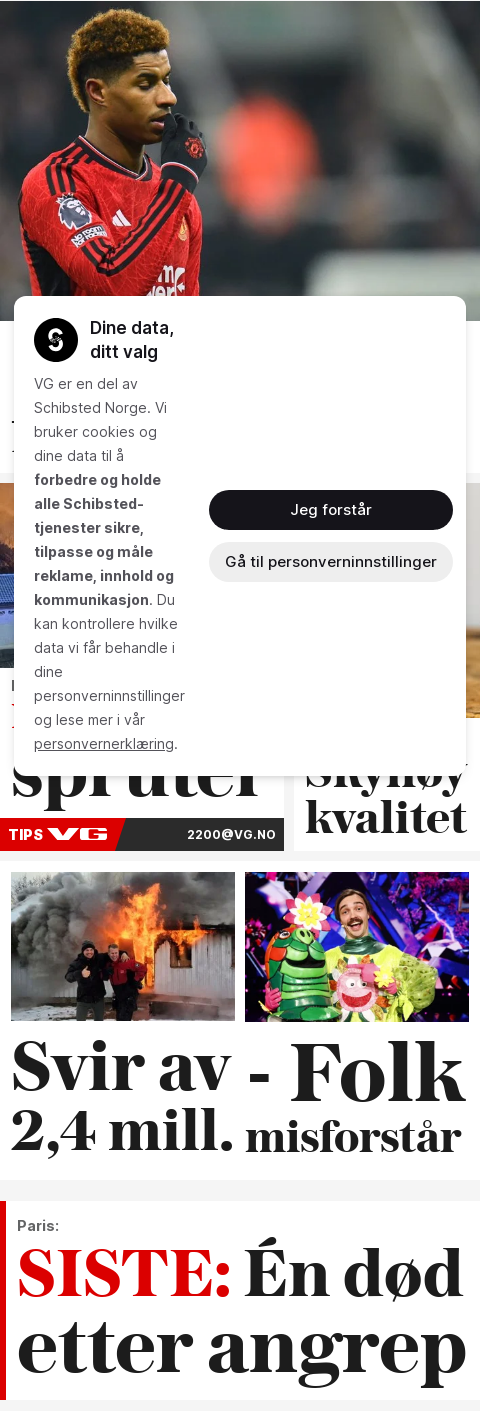 Dine data,
ditt valg
VG er en del av
Schibsted Norge. Vi
bruker cookies og
dine data til å
forbedre og holde
alle Schibsted-
tjenester sikre,
tilpasse og måle
reklame, innhold og
kommunikasjon. Du
kan kontrollere hvilke
data vi får behandle i
dine
personverninnstillinger
og lese mer i vår
personvernerklæring.
Jeg forstår
Gå til personverninnstillinger
spruter
TIPS VG 2200@VG.NO
Skyhøy
kvalitet
Svir av
2,4 mill.
- Folk
misforstår
Paris:
SISTE: Én død
etter angrep